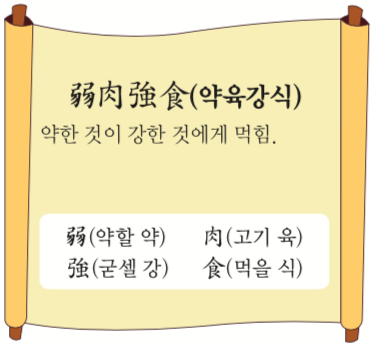 弱肉強食(약육강식)
약한 것이 강한 것에게 먹힘.
弱(약할 약) 肉(고기 육)
強(굳셀 강) 食(먹을 식)